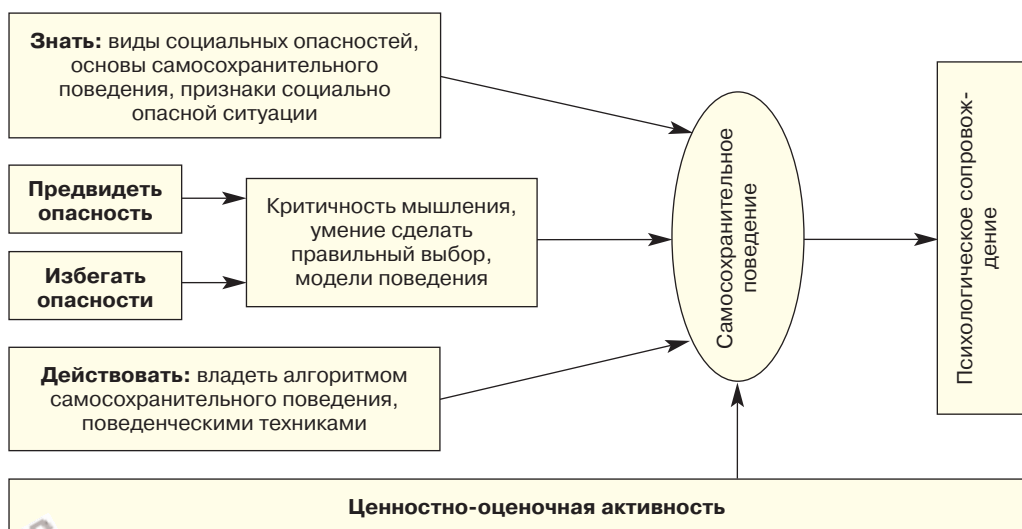 Знать: виды социальных опасностей,
основы самосохранительного
поведения, признаки социально
опасной ситуации
Предвидеть
опасность
Избегать
опасности
Критичность мышления,
умение сделать
правильный выбор,
модели поведения
Действовать: владеть алгоритмом
самосохранительного поведения,
поведенческими техниками
Самосохранительное
поведение
Психологическое сопровож-
дение
Ценностно-оценочная активность